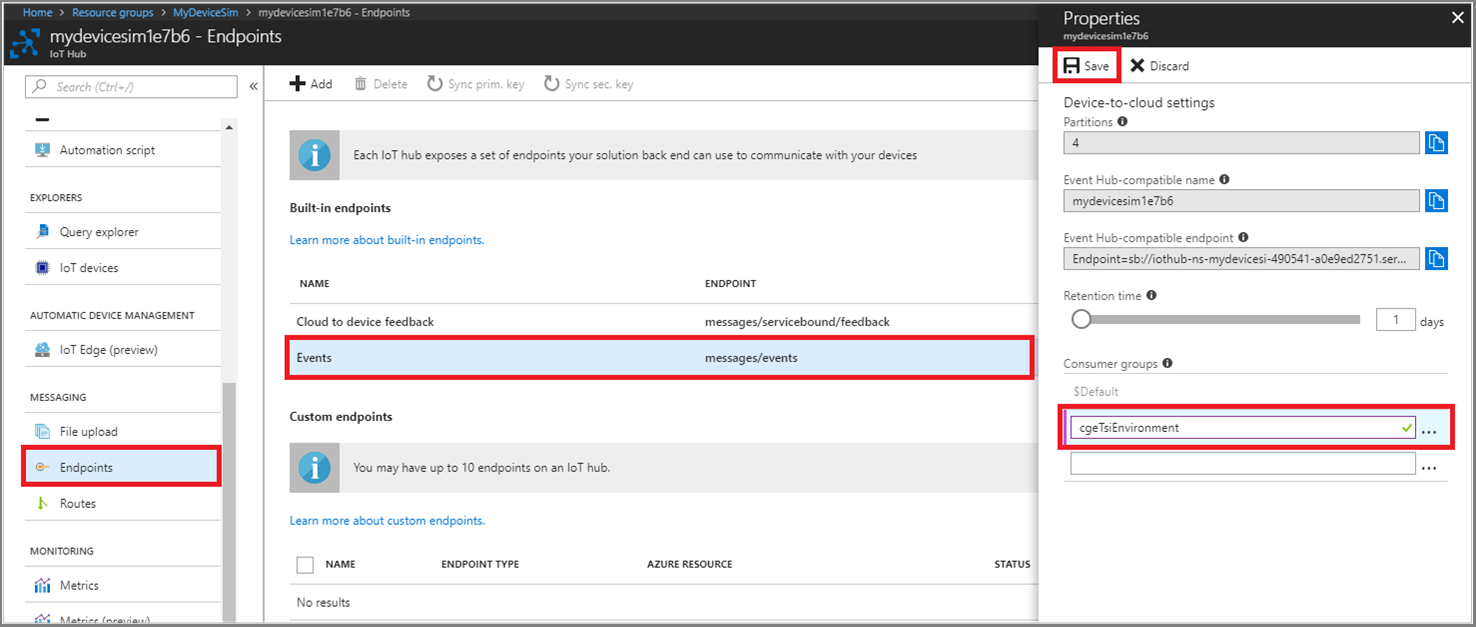 Home > Resource groups > MyDeviceSim > mydevicesim1e7b6 - Endpoints
mydevicesim1e7b6 - Endpoints
IoT Hub
Search (Ctrl+/)
«
Automation script
EXPLORERS
Query explorer
IoT devices
AUTOMATIC DEVICE MANAGEMENT
IoT Edge (preview)
MESSAGING
File upload
Endpoints
Routes
MONITORING
Metrics
Metrics (preview)
Add Delete Sync prim. key Sync sec. key
Each IoT hub exposes a set of endpoints your solution back end can use to communicate with your devices
Built-in endpoints
Learn more about built-in endpoints.
NAME ENDPOINT
Cloud to device feedback messages/servicebound/feedback
Events messages/events
Custom endpoints
You may have up to 10 endpoints on an IoT hub.
Learn more about custom endpoints.
NAME ENDPOINT TYPE AZURE RESOURCE STATUS
No results
Properties
mydevicesim1e7b6
Save Discard
Device-to-cloud settings
Partitions
4
Event Hub-compatible name
mydevicesim1e7b6
Event Hub-compatible endpoint
Endpoint=sb://iothub-ns-mydevicesi-490541-a0e9ed2751.ser...
Retention time
1 days
Consumer groups
$Default
cgeTsiEnvironment ...
...